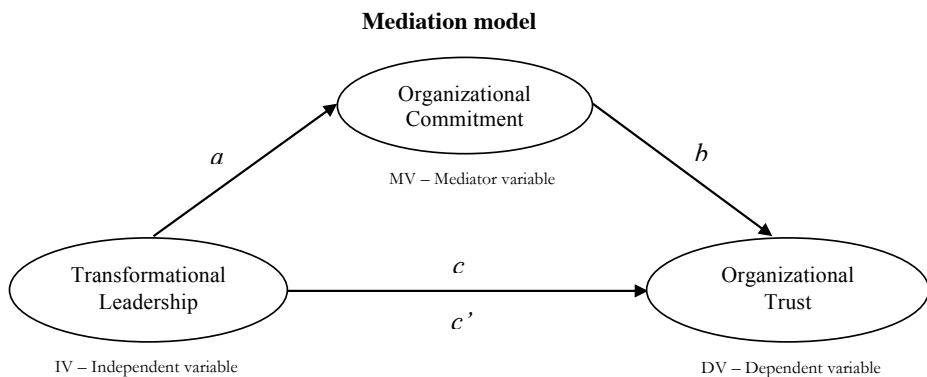 Mediation model
Organizational
Commitment
a
b
MV – Mediator variable
Transformational
Leadership
c
Organizational
Trust
c’
IV – Independent variable
DV – Dependent variable